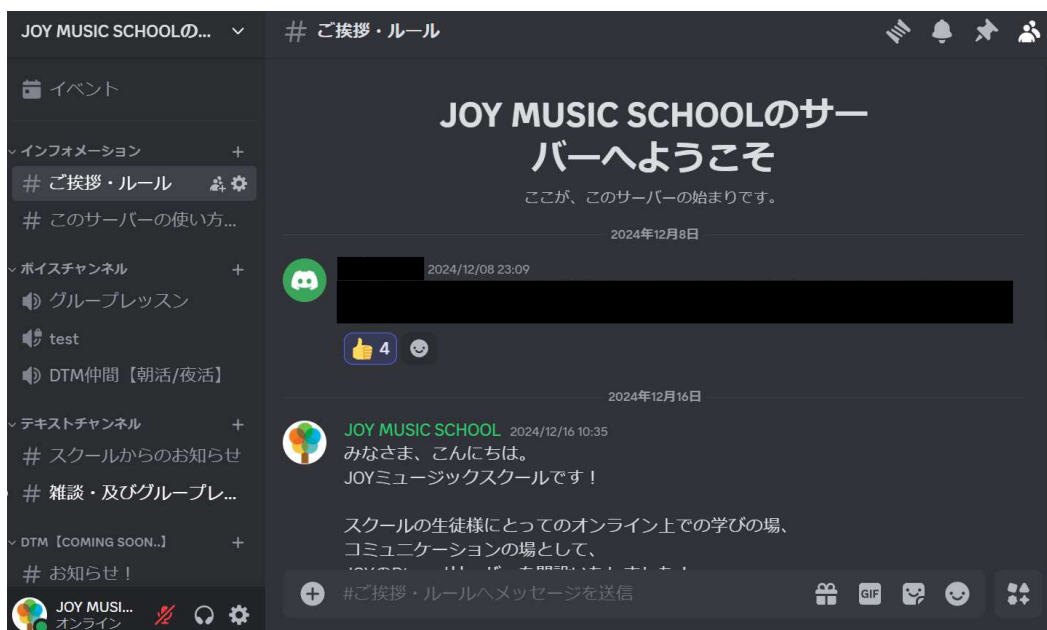 JOY MUSIC SCHOOLの...
イベント
インフォメーション
ご挨拶・ルール
このサーバーの使い方...
ボイスチャンネル
グループレッスン
test
DTM仲間【朝活/夜活】
テキストチャンネル
スクールからのお知らせ
雑談・及びグループレ...
DTM【COMING SOON..】
お知らせ！
JOY MUSI...
オンライン
ご挨拶・ルール
JOY MUSIC SCHOOLのサー
バーへようこそ
ここが、このサーバーの始まりです。
2024年12月8日
2024/12/08 23:09
4
2024年12月16日
JOY MUSIC SCHOOL 2024/12/16 10:35
みなさま、こんにちは。
JOYミュージックスクールです！
スクールの生徒様にとってのオンライン上での学びの場、
コミュニケーションの場として、
#ご挨拶・ルールへメッセージを送信
GIF